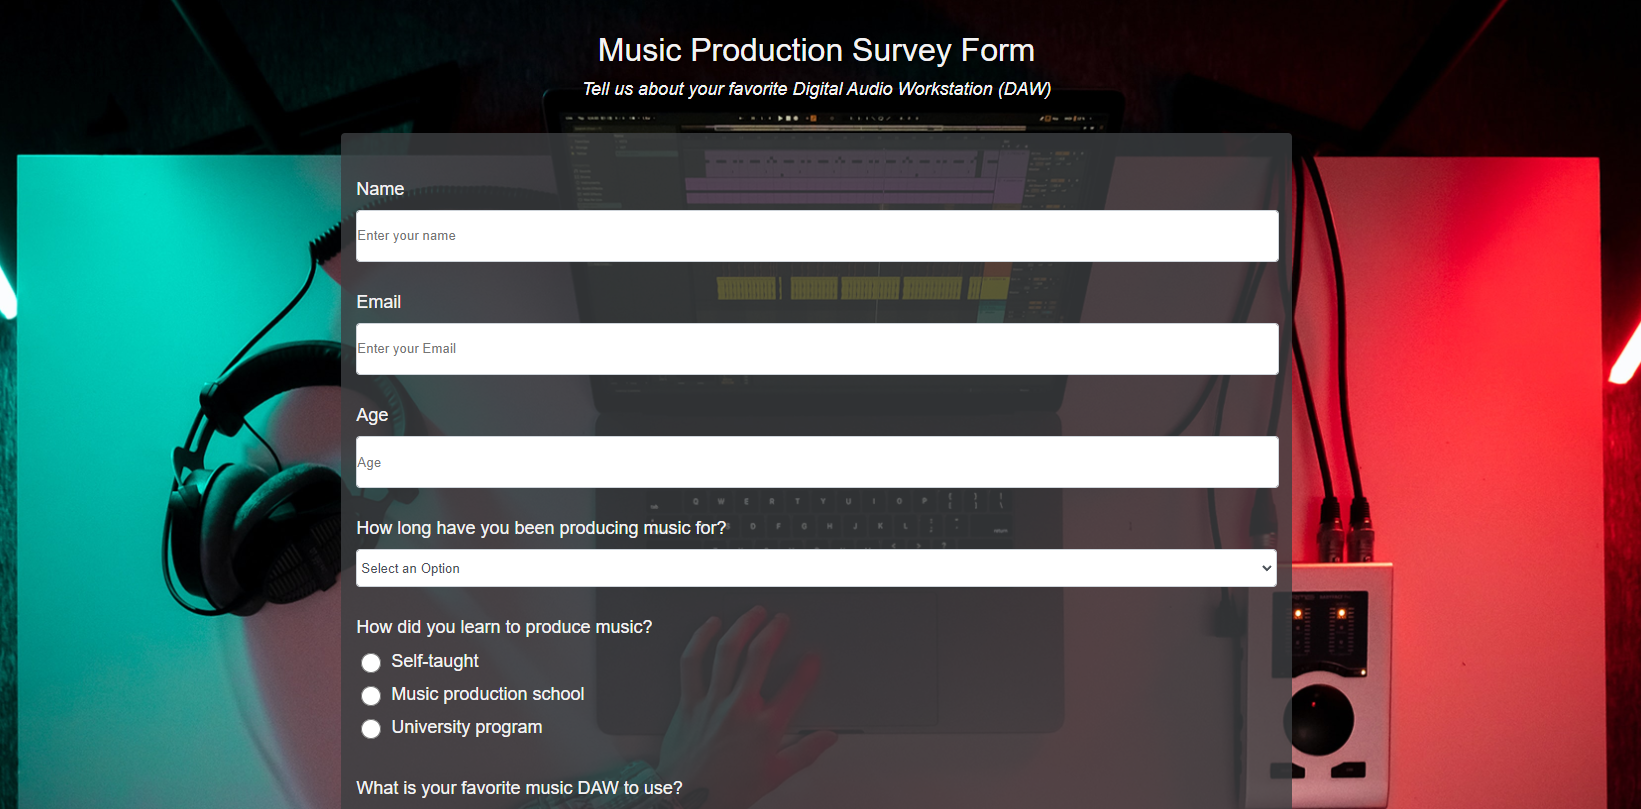 Music Production Survey Form
Tell us about your favorite Digital Audio Workstation (DAW)
Name
Enter your name
Email
Enter your Email
Age
Age
How long have you been producing music for?
Select an Option
How did you learn to produce music?
Self-taught
Music production school
University program
What is your favorite music DAW to use?